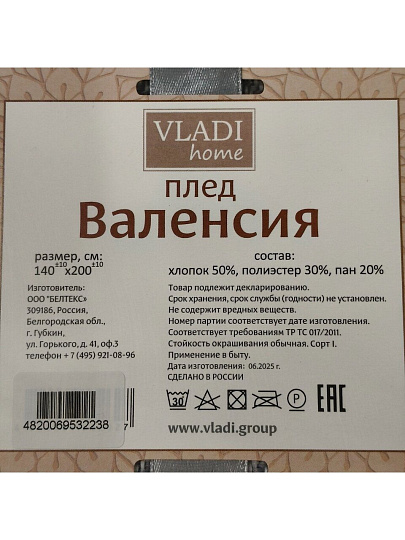 VLADI
home
плед
Валенсия
размер, см:
140±10х200±10
состав:
хлопок 50%, полиэстер 30%, пан 20%
Изготовитель:
ООО "БЕЛТЕКС"
309186, Россия,
Белгородская обл.,
г. Губкин,
ул. Горького, д. 41, оф.3
телефон + 7 (495) 921-08-96
Товар подлежит декларированию.
Срок хранения, срок службы (годности) не установлен.
Не содержит вредных веществ.
Номер партии соответствует дате изготовления.
Соответствует требованиям ТР ТС 017/2011.
Стойкость окрашивания обычная. Сорт I.
Применение в быту.
Дата изготовления: 06.2025 г.
СДЕЛАНО В РОССИИ
30
P
ЕАС
4820069532238
7
www.vladi.group